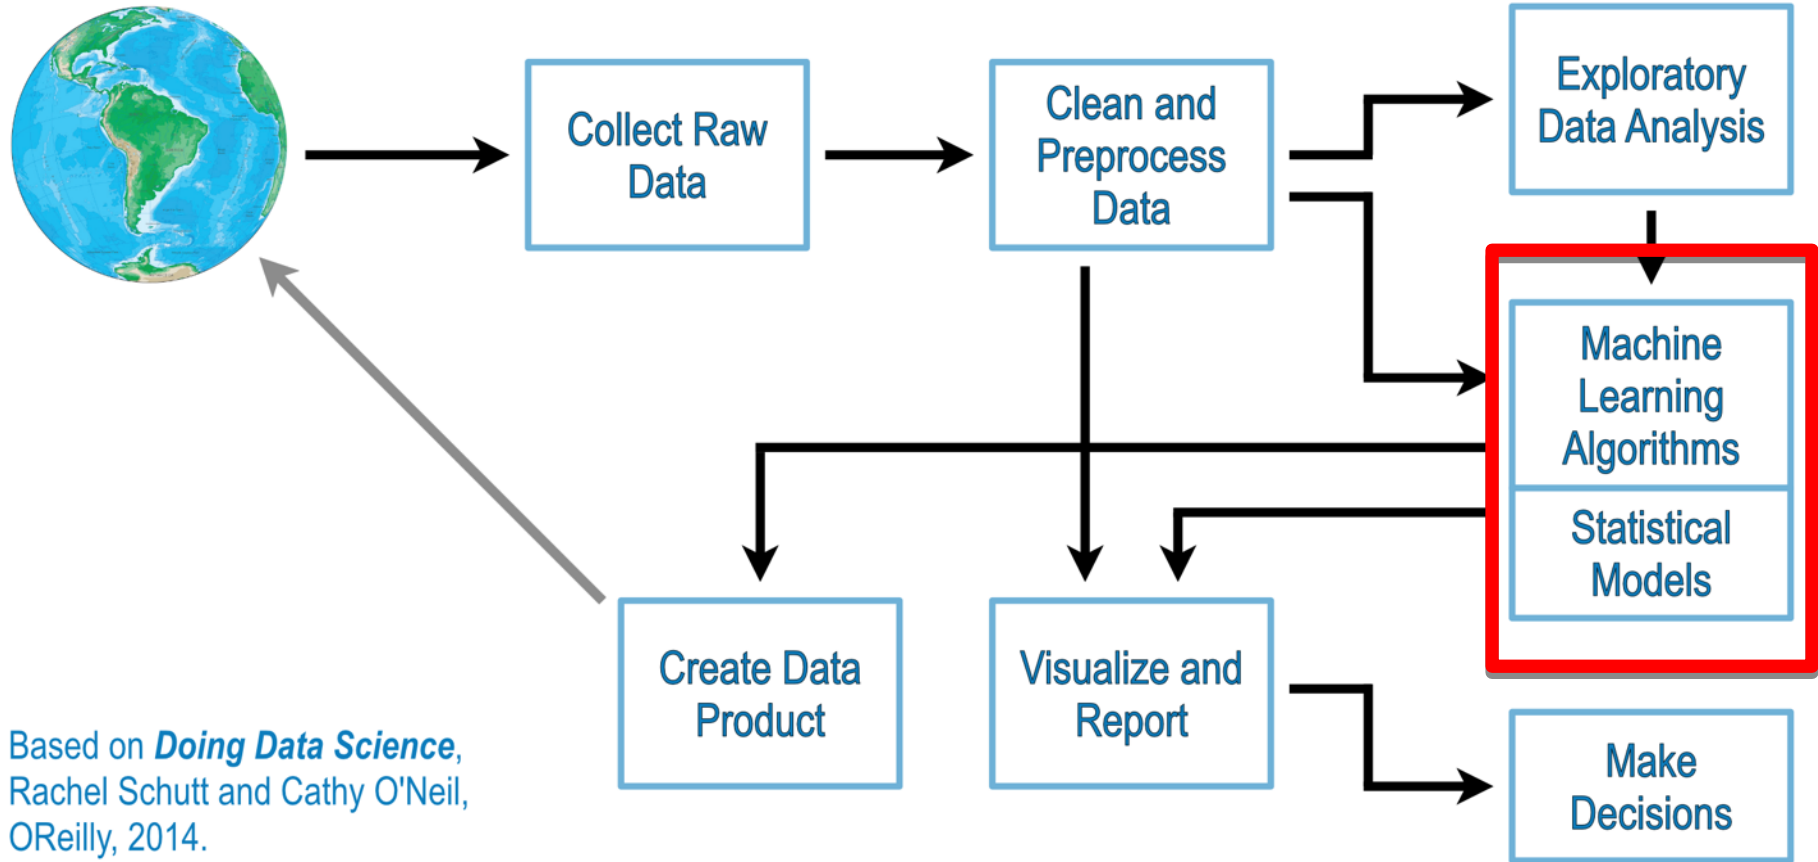 Collect Raw
Data
Clean and
Preprocess
Data
Exploratory
Data Analysis
Machine
Learning
Algorithms
Statistical
Models
Create Data
Product
Visualize and
Report
Make
Decisions
Based on Doing Data Science,
Rachel Schutt and Cathy O'Neil,
OReilly, 2014.